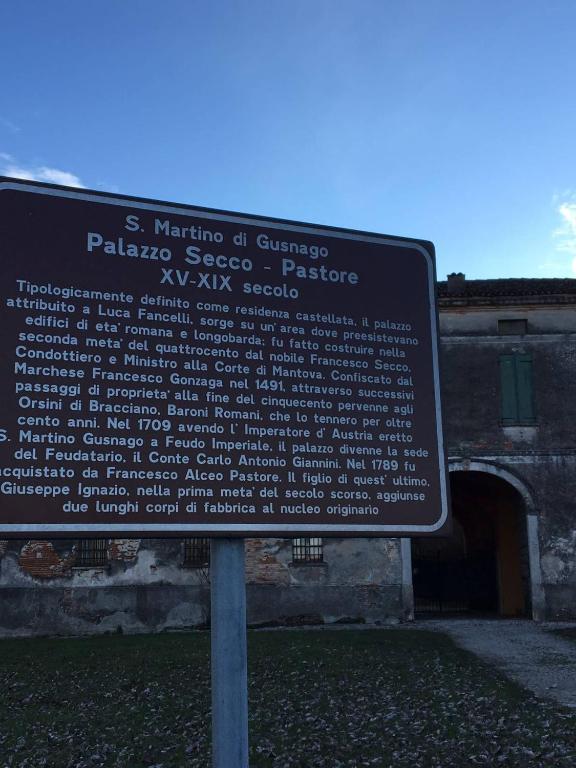 S. Martino di Gusnago
Palazzo Secco - Pastore
XV-XIX secolo
Tipologicamente definito come residenza castellata, il palazzo
attribuito a Luca Fancelli, sorge su un' area dove preesistevano
edifici di eta' romana e longobarda; fu fatto costruire nella
seconda meta' del quattrocento dal nobile Francesco Secco,
Condottiero e Ministro alla Corte di Mantova. Confiscato dal
Marchese Francesco Gonzaga nel 1491, attraverso successivi
passaggi di proprieta' alla fine del cinquecento pervenne agli
Orsini di Bracciano, Baroni Romani, che lo tennero per oltre
cento anni. Nel 1709 avendo l' Imperatore d' Austria eretto
S. Martino Gusnago a Feudo Imperiale, il palazzo divenne la sede
del Feudatario, il Conte Carlo Antonio Giannini. Nel 1789 fu
acquistato da Francesco Alceo Pastore. Il figlio di quest' ultimo,
Giuseppe Ignazio, nella prima meta' del secolo scorso, aggiunse
due lunghi corpi di fabbrica al nucleo originario